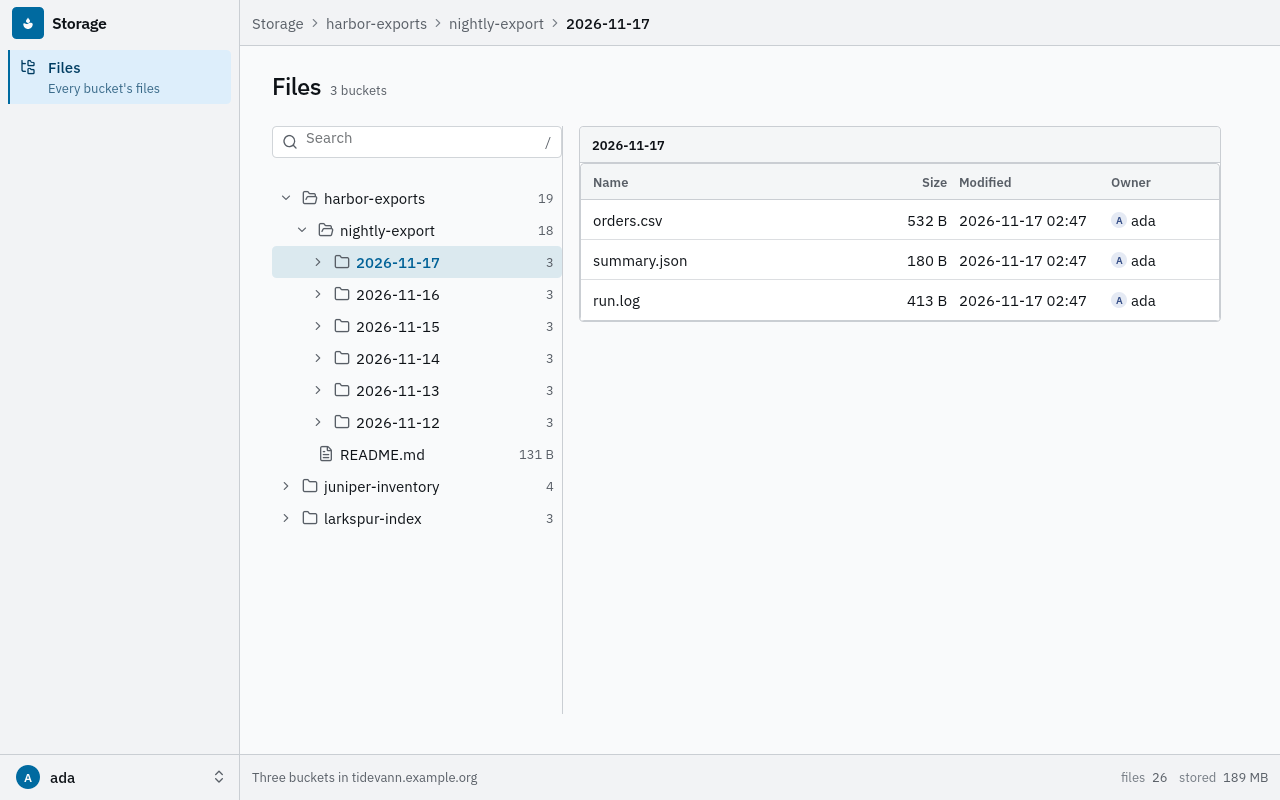 Storage
Files
Every bucket's files
A ada
Storage harbor-exports nightly-export 2026-11-17
Files 3 buckets
Search /
harbor-exports 19
nightly-export 18
2026-11-17 3
2026-11-16 3
2026-11-15 3
2026-11-14 3
2026-11-13 3
2026-11-12 3
README.md 131 B
juniper-inventory 4
larkspur-index 3
2026-11-17
Name Size Modified Owner
orders.csv 532 B 2026-11-17 02:47 A ada
summary.json 180 B 2026-11-17 02:47 A ada
run.log 413 B 2026-11-17 02:47 A ada
Three buckets in tidevann.example.org
files 26 stored 189 MB